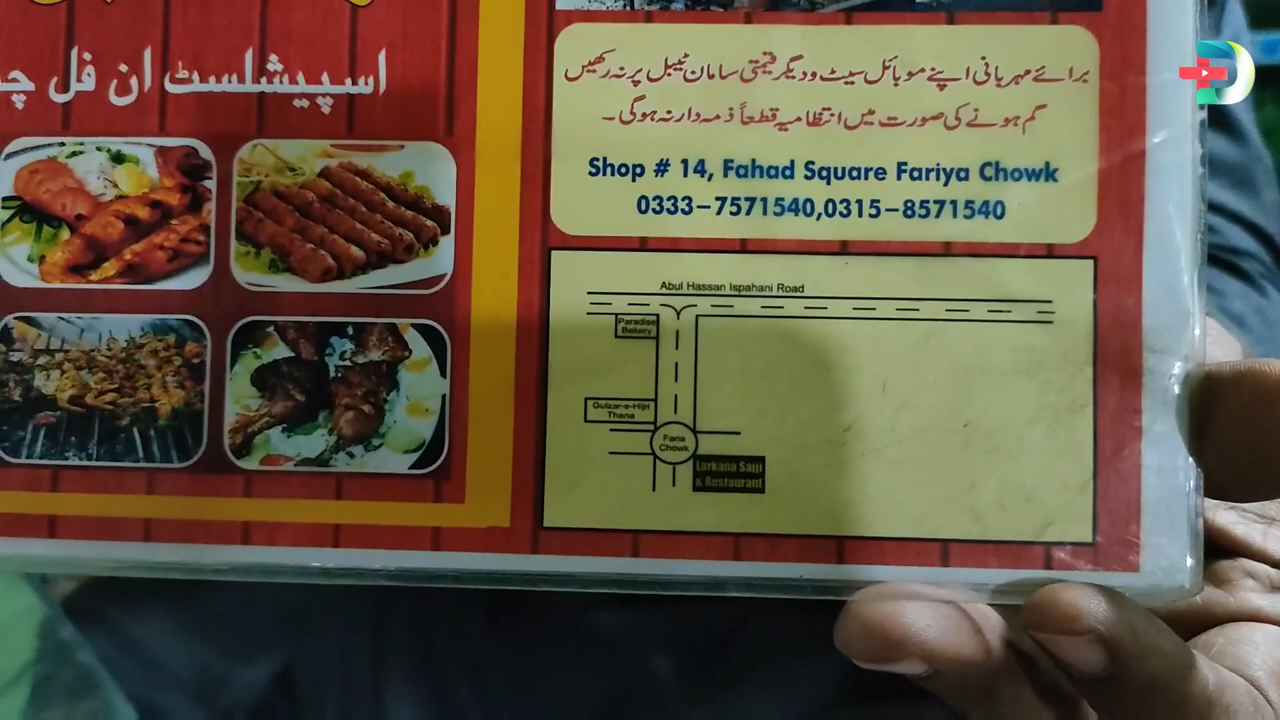 اسپیشلسٹ ان فل
برائے مہربانی اپنے موبائل سیٹ و دیگر قیمتی سامان ٹیبل پر نہ رکھیں
گم ہونے کی صورت میں انتظامیہ قطعاً ذمہ دار نہ ہوگی۔
Shop # 14, Fahad Square Fariya Chowk
0333-7571540,0315-8571540
Abul Hassan Ispahani Road
Paradise
Bekery
Gulzar-e-Hijri
Thana
Faria
Chowk
Larkana Sajji
& Restaurant